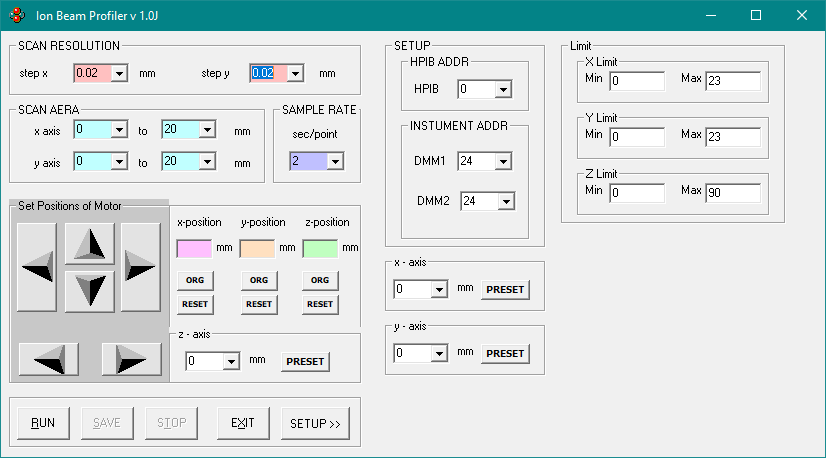 Ion Beam Profiler v 1.0J
SCAN RESOLUTION
step x 0.02 mm step y 0.02 mm
SCAN AERA
x axis 0 to 20 mm
y axis 0 to 20 mm
SAMPLE RATE
sec/point
2
Set Positions of Motor
x-position y-position z-position
mm mm mm
ORG ORG ORG
RESET RESET RESET
z - axis
0 mm PRESET
RUN SAVE STOP EXIT SETUP >>
SETUP
HPIB ADDR
HPIB 0
INSTUMENT ADDR
DMM1 24
DMM2 24
x - axis
0 mm PRESET
y - axis
0 mm PRESET
Limit
X Limit
Min 0 Max 23
Y Limit
Min 0 Max 23
Z Limit
Min 0 Max 90